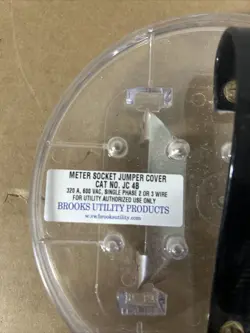 METER SOCKET JUMPER COVER
CAT NO. JC 4B
320 A, 600 VAC, SINGLE PHASE 2 OR 3 WIRE
FOR UTILITY AUTHORIZED USE ONLY
BROOKS UTILITY PRODUCTS
www.brooksutility.com